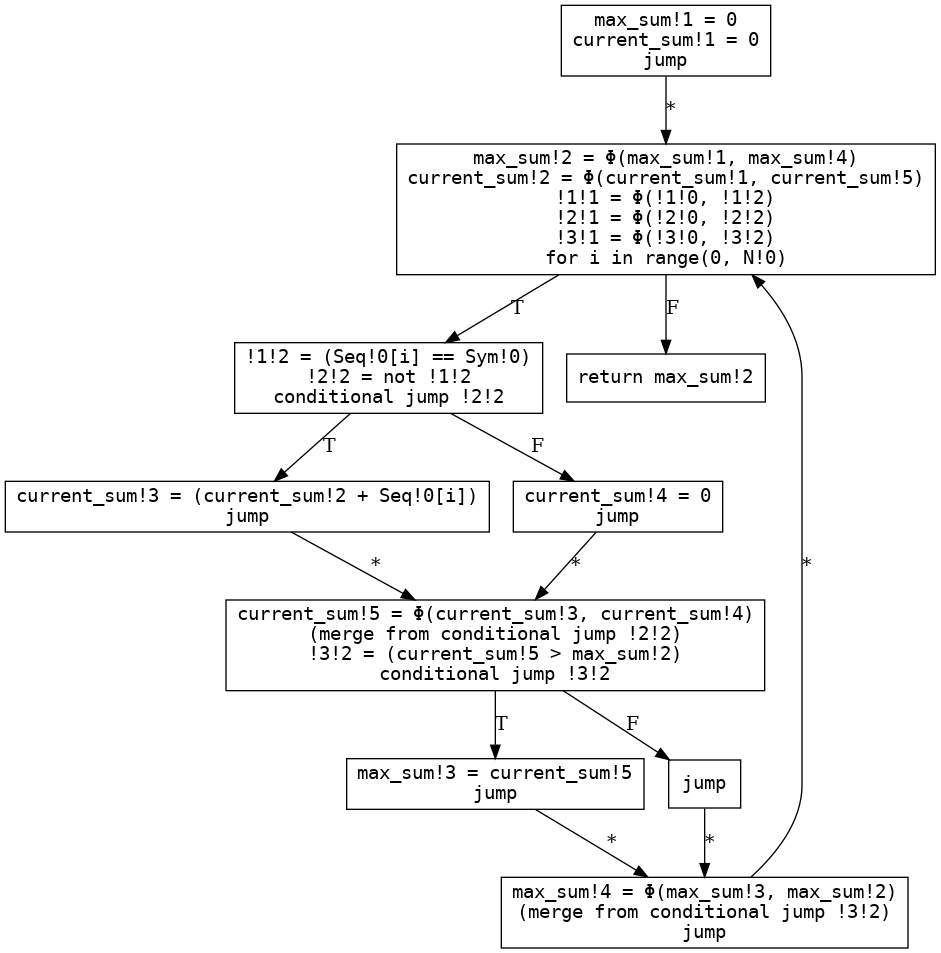 max_sum!1 = 0
current_sum!1 = 0
jump
*
max_sum!2 = Φ(max_sum!1, max_sum!4)
current_sum!2 = Φ(current_sum!1, current_sum!5)
!1!1 = Φ(!1!0, !1!2)
!2!1 = Φ(!2!0, !2!2)
!3!1 = Φ(!3!0, !3!2)
for i in range(0, N!0)
T
F
!1!2 = (Seq!0[i] == Sym!0)
!2!2 = not !1!2
conditional jump !2!2
return max_sum!2
T
F
current_sum!3 = (current_sum!2 + Seq!0[i])
jump
current_sum!4 = 0
jump
*
*
*
current_sum!5 = Φ(current_sum!3, current_sum!4)
(merge from conditional jump !2!2)
!3!2 = (current_sum!5 > max_sum!2)
conditional jump !3!2
T
F
max_sum!3 = current_sum!5
jump
jump
*
*
max_sum!4 = Φ(max_sum!3, max_sum!2)
(merge from conditional jump !3!2)
jump